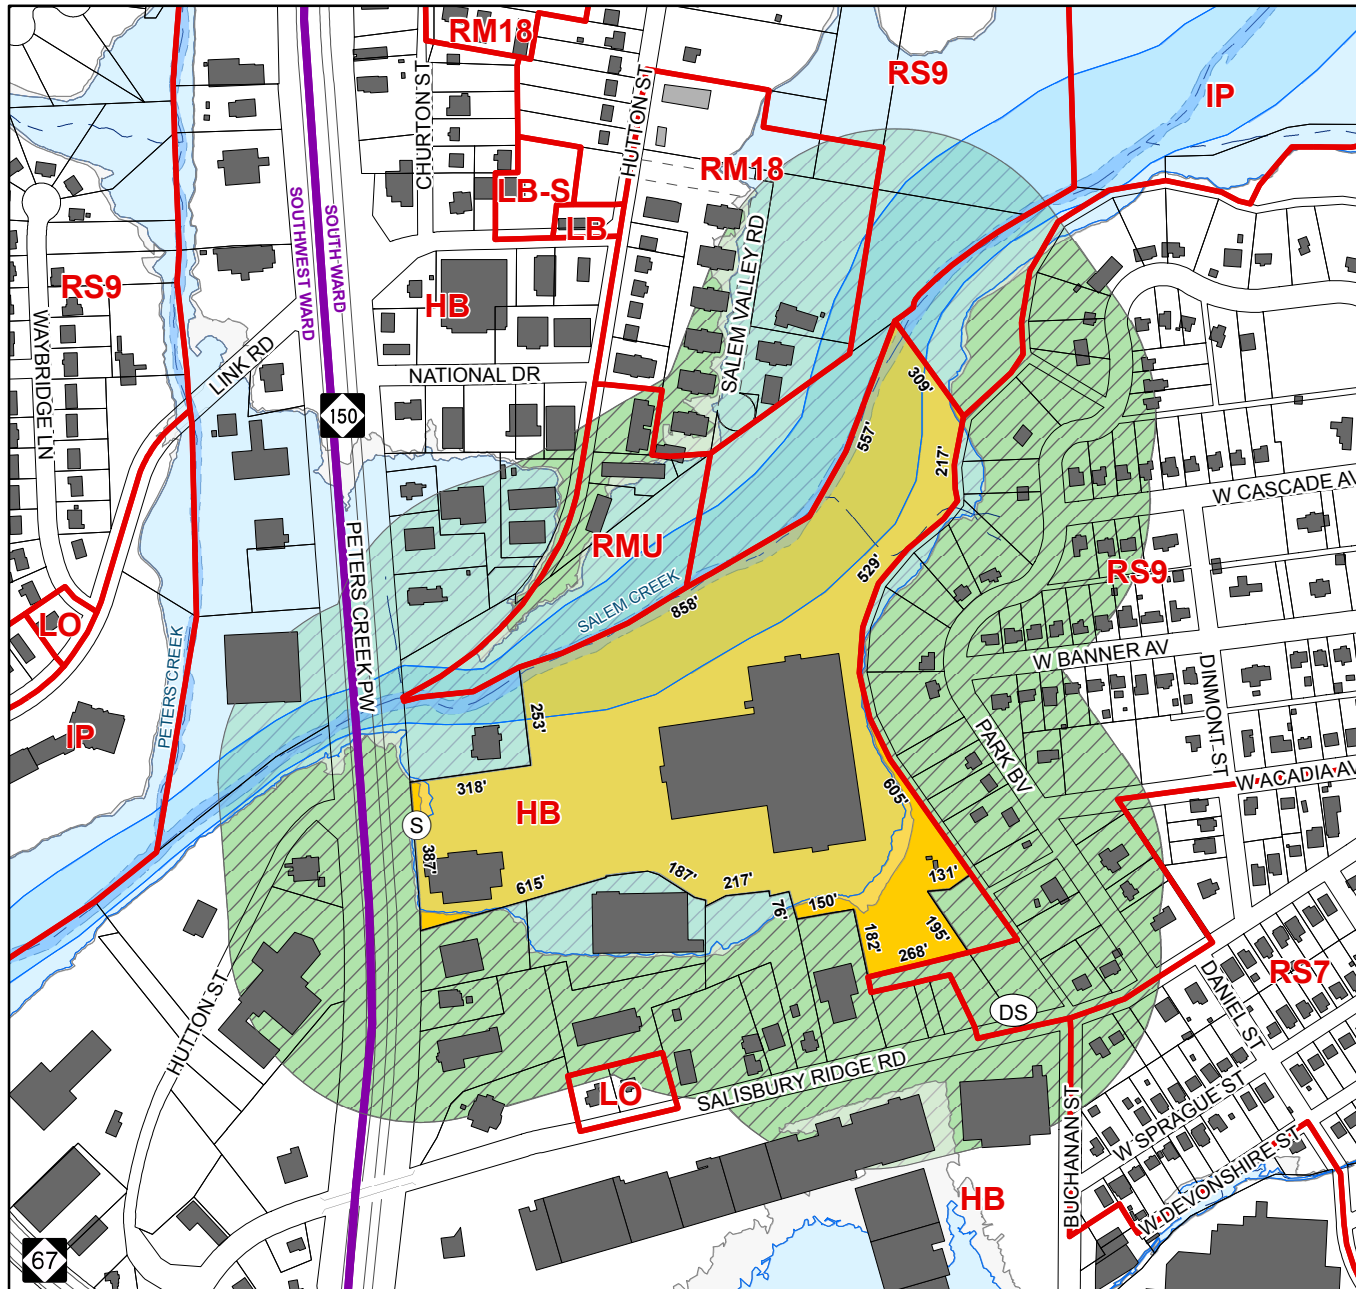 RM18
RS9
IP
CHURTON ST
HUTTON ST
RM18
LB-S
LB
SOUTHWEST WARD
SOUTH WARD
RS9
HB
SALEM VALLEY RD
WAYBRIDGE LN
LINK RD
NATIONAL DR
150
309'
557'
217'
W CASCADE AV
PETERS CREEK PW
RMU
529'
RS9
SALEM CREEK
858'
LO
PETERS CREEK
W BANNER AV
DINMONT ST
IP
253'
PARK BV
W ACADIA AV
318'
HB
605'
S
387'
615'
187'
217'
131'
76'
150'
195'
182'
268'
RS7
HUTTON ST
DANIEL ST
DS
SALISBURY RIDGE RD
LO
W SPRAGUE ST
BUCHANAN ST
W DEVONSHIRE ST
HB
67